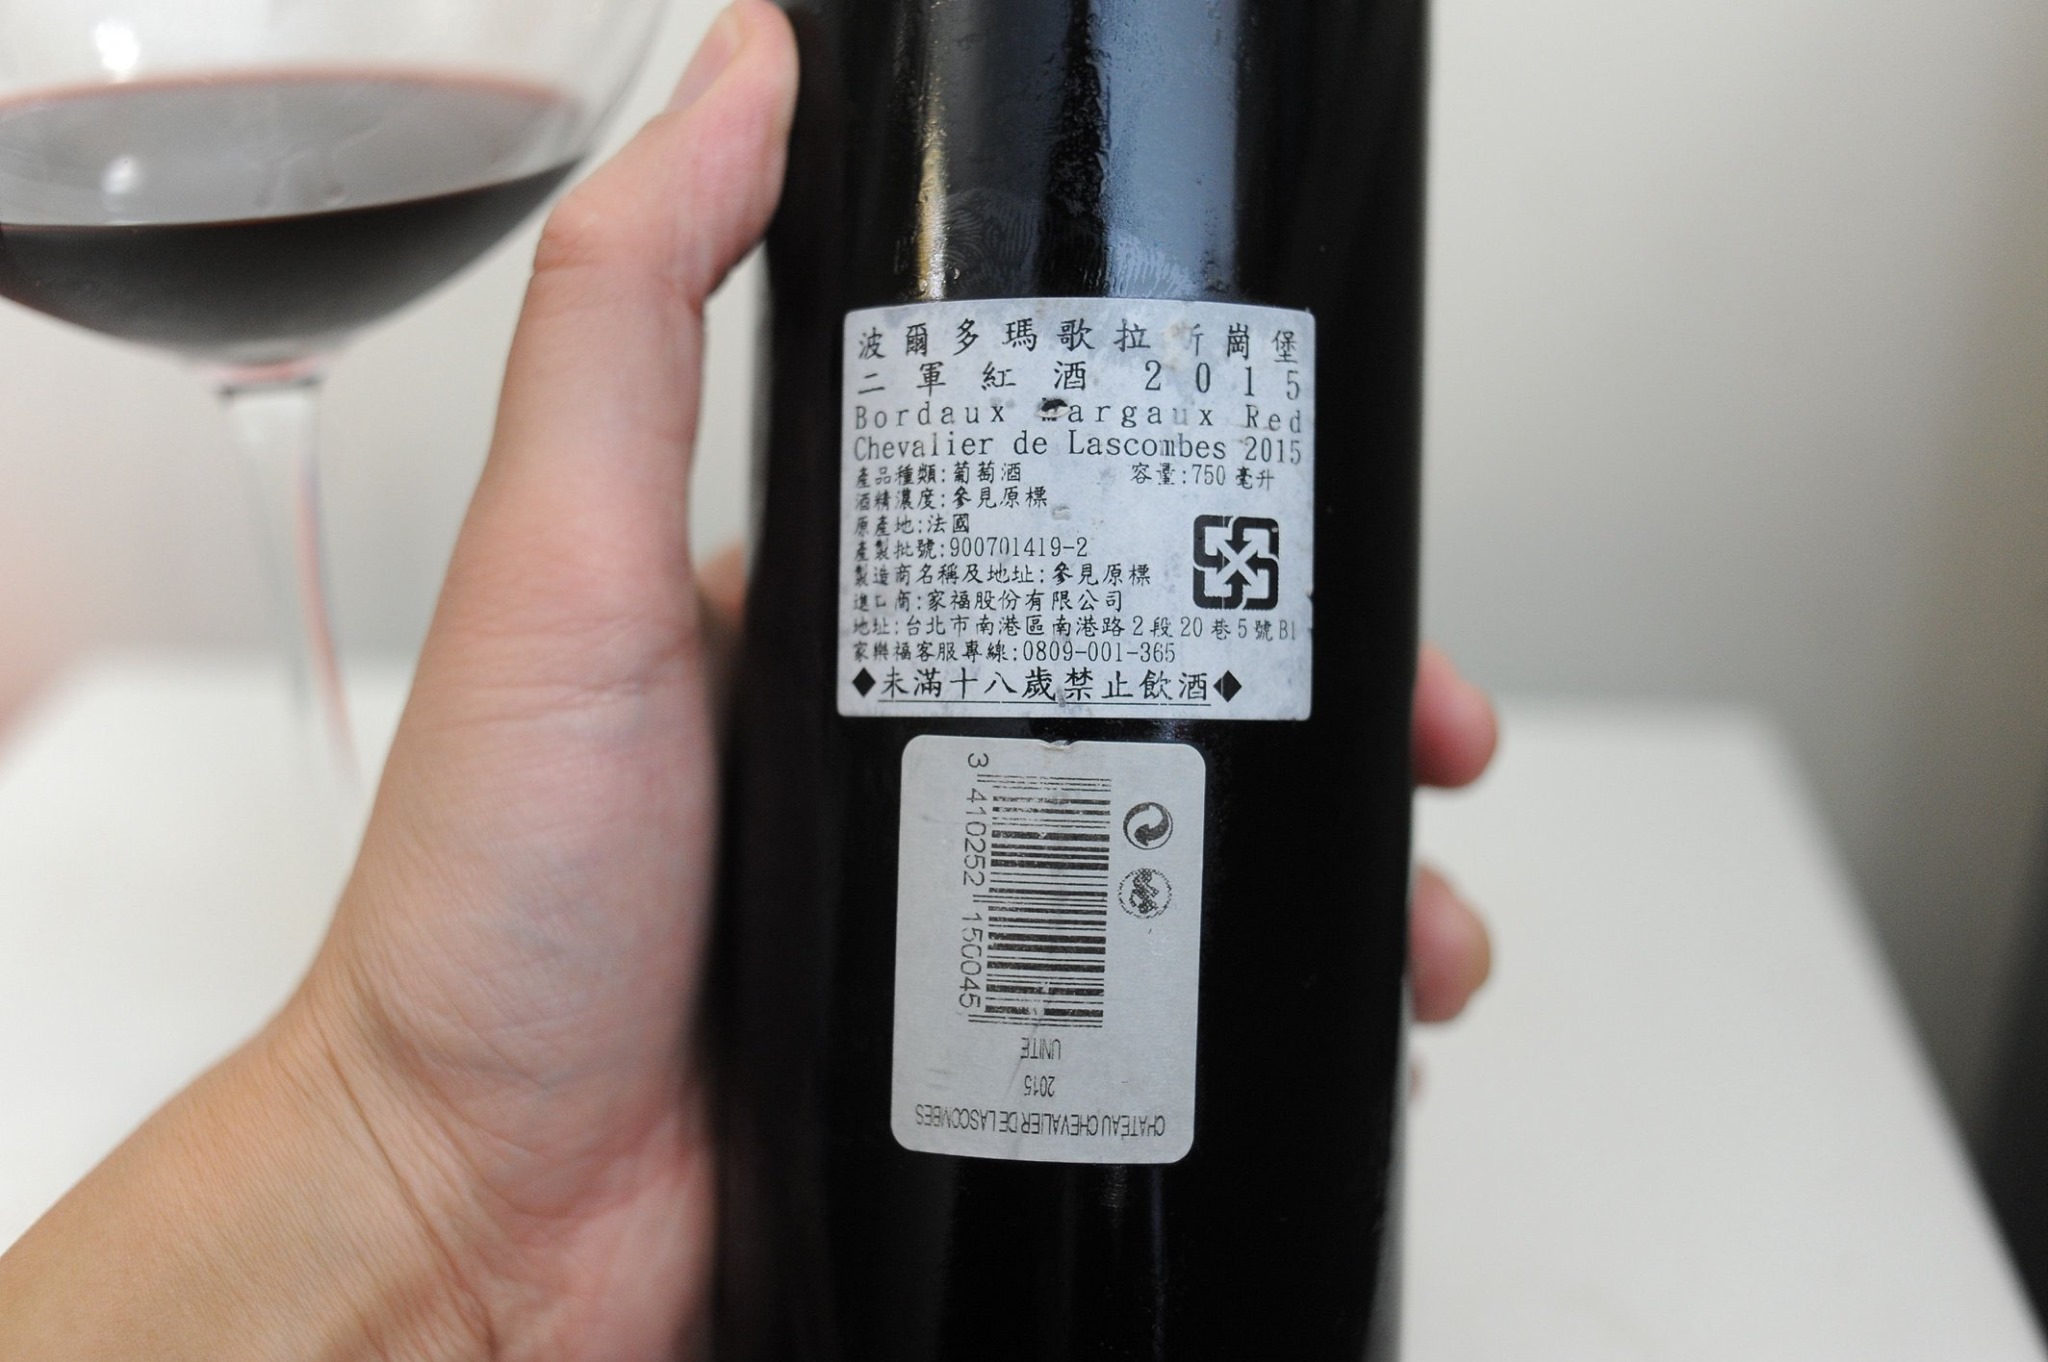 波爾多瑪歌拉斯崗堡
二軍紅酒 2015
Bordaux Margaux Red
Chevalier de Lascombes 2015
產品種類:葡萄酒 容量:750 毫升
酒精濃度:參見原標
原產地:法國
產製批號:900701419-2
製造商名稱及地址:參見原標
進口商:家福股份有限公司
地址:台北市南港區南港路2段20巷5號B1
家樂福客服專線:0809-001-365
◆未滿十八歲禁止飲酒◆
3 410252 150045
UNITE
2015
CHATEAU CHEVALIER DE LASCOMBES